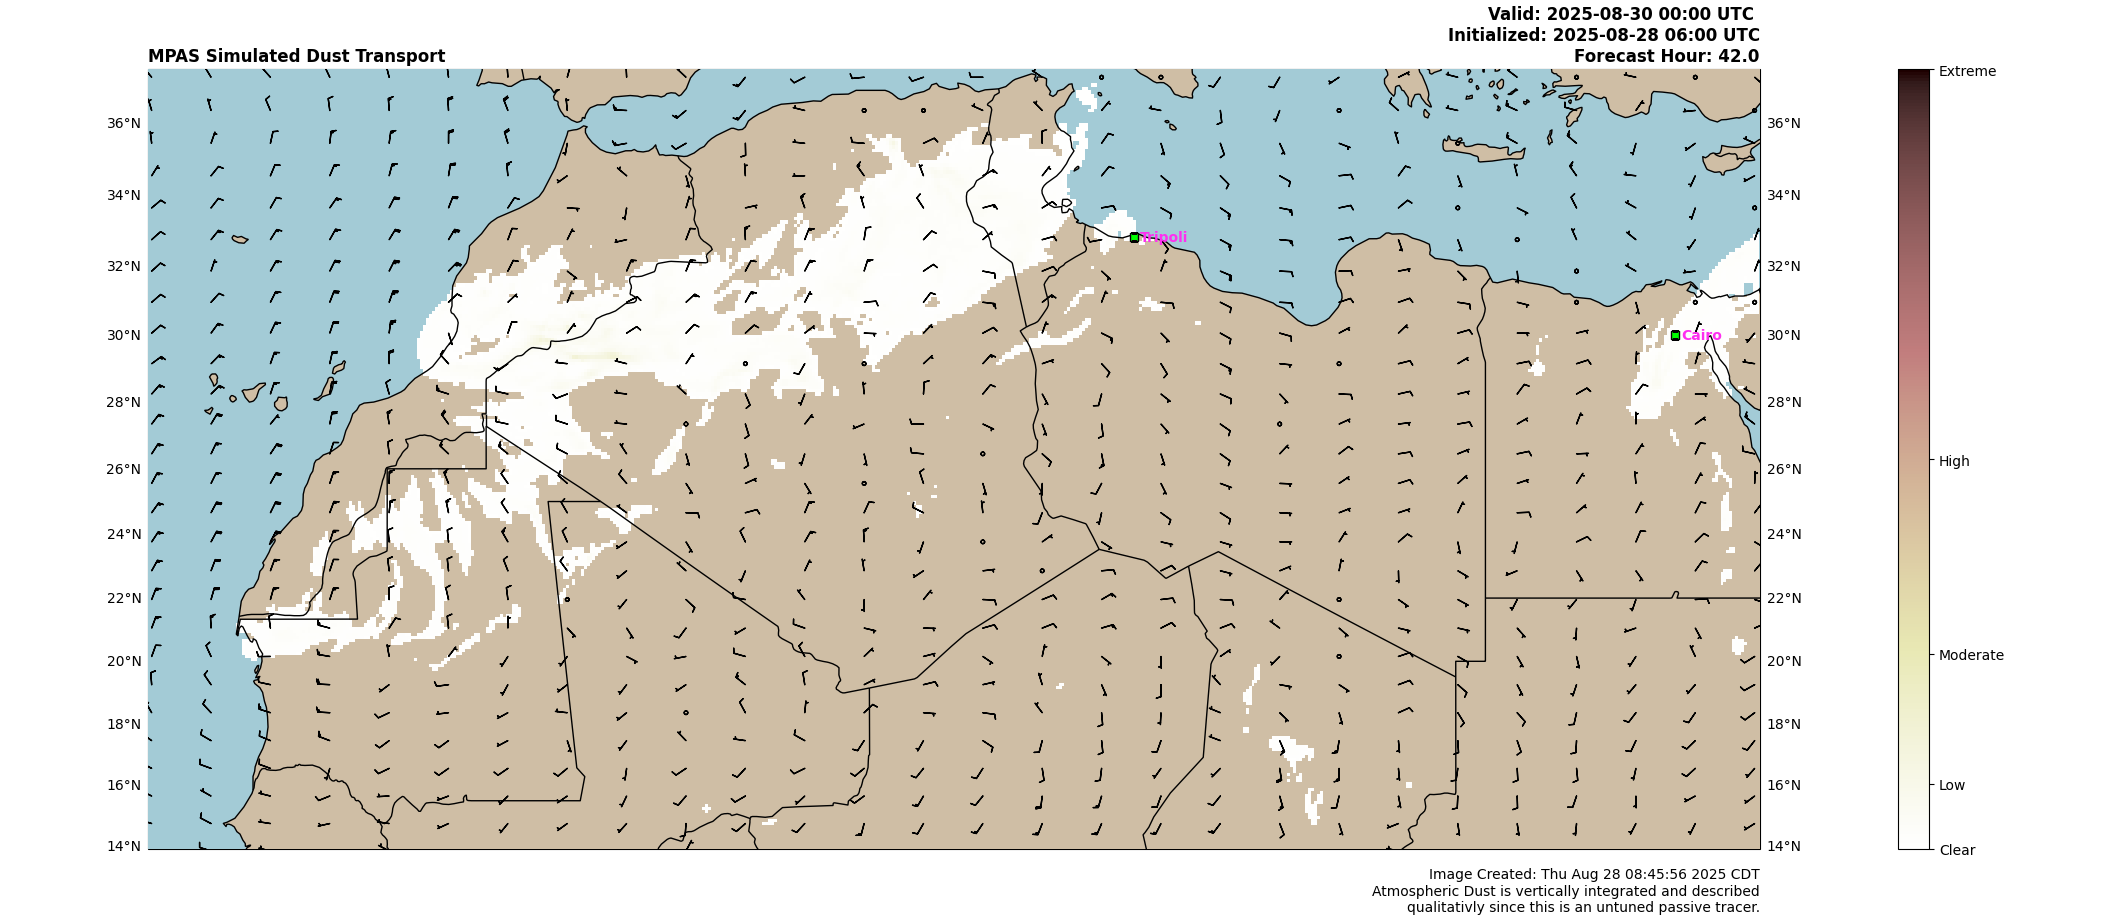 Valid: 2025-08-30 00:00 UTC
Initialized: 2025-08-28 06:00 UTC
MPAS Simulated Dust Transport
Forecast Hour: 42.0
Extreme
36°N
36°N
34°N
34°N
Tripoli
32°N
32°N
30°N
Cairo
30°N
28°N
28°N
26°N
26°N
High
24°N
24°N
22°N
22°N
20°N
20°N
Moderate
18°N
18°N
16°N
16°N
Low
14°N
14°N
Clear
Image Created: Thu Aug 28 08:45:56 2025 CDT
Atmospheric Dust is vertically integrated and described
qualitativly since this is an untuned passive tracer.